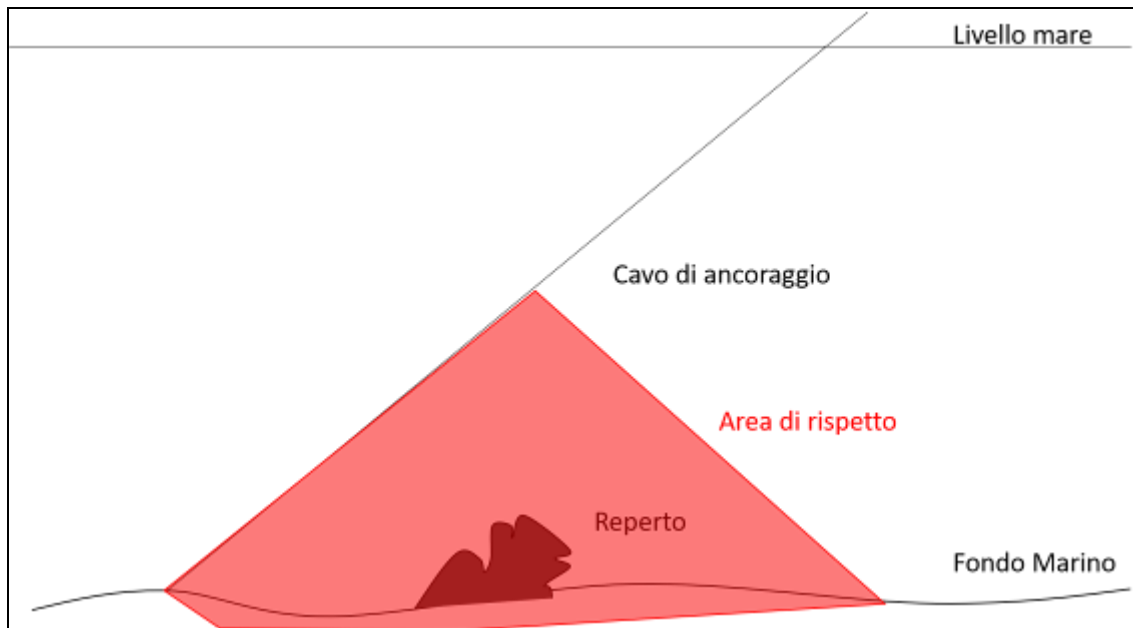 Livello mare
Cavo di ancoraggio
Area di rispetto
Reperto
Fondo Marino